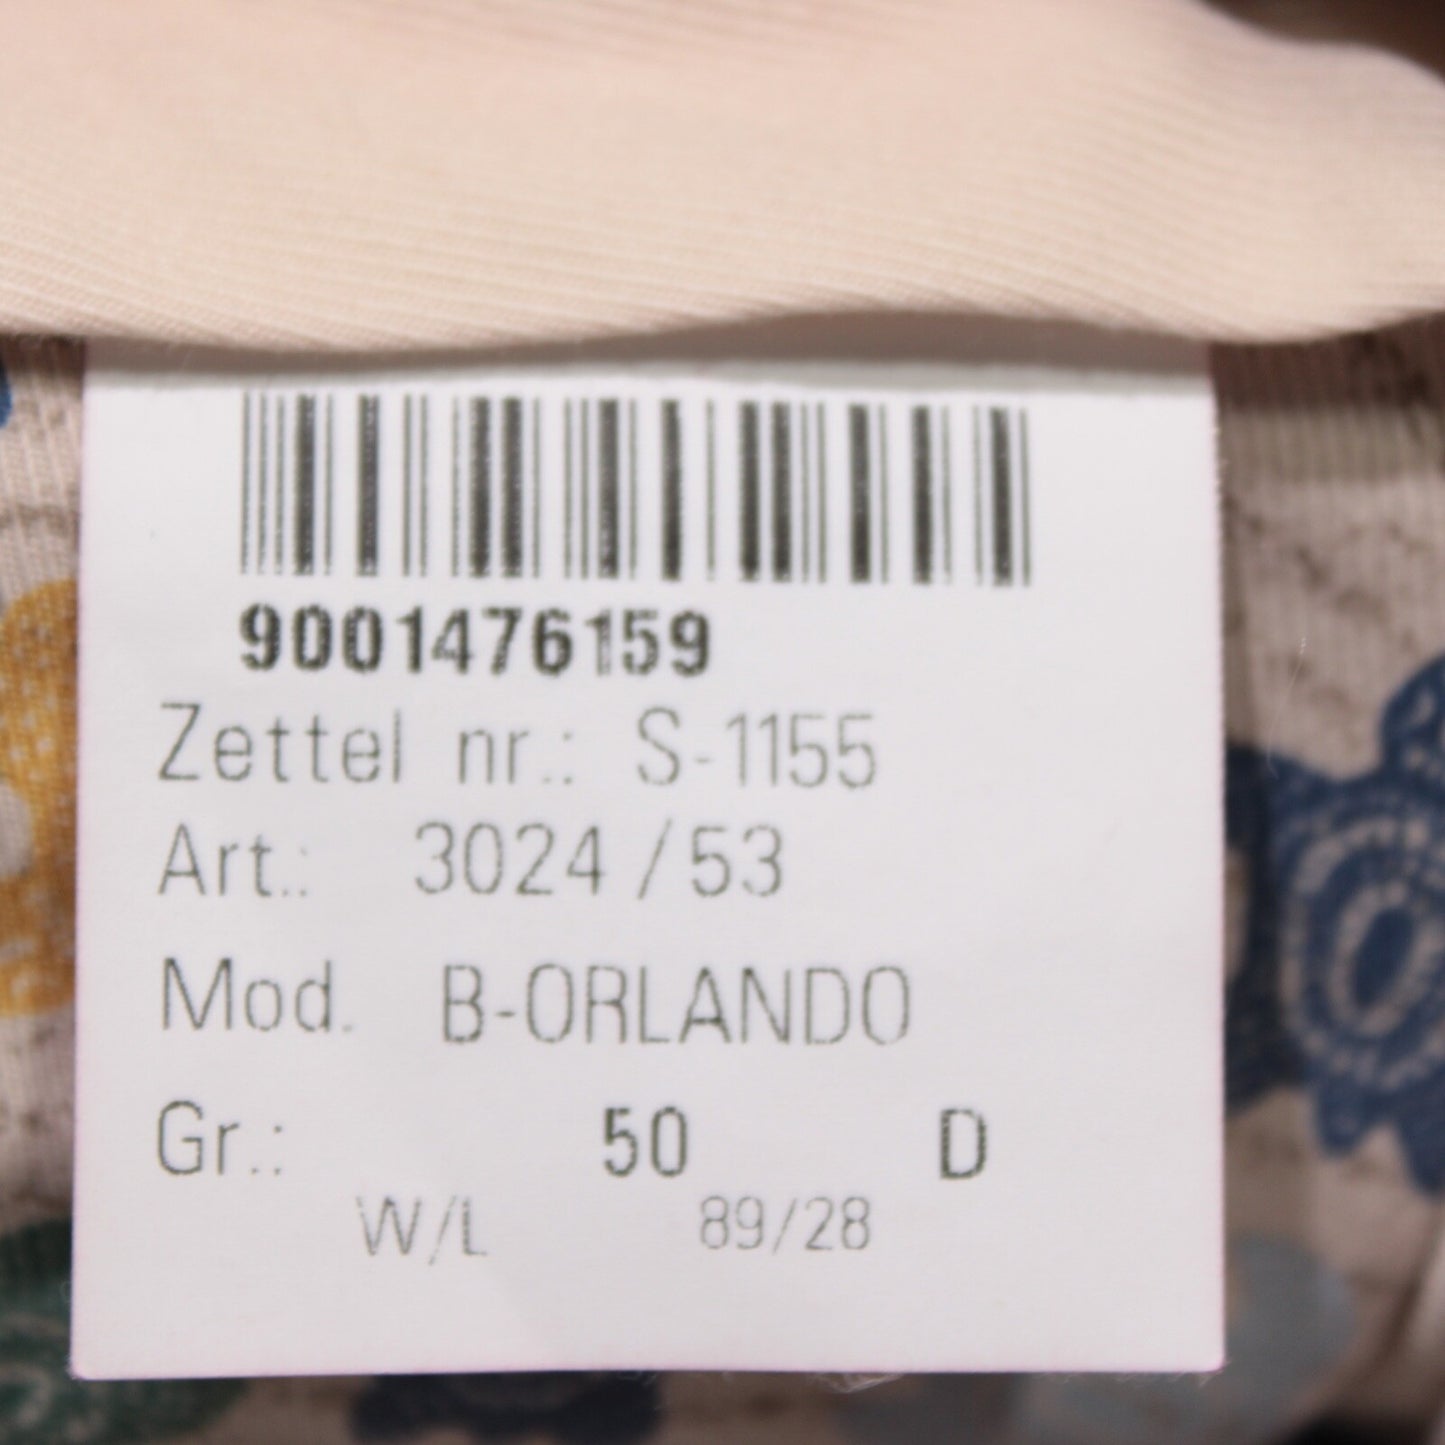 9001476159
Zettel nr.: S-1155
Art.: 3024 / 53
Mod. B-ORLANDO
Gr.: 50 D
W/L 89/28